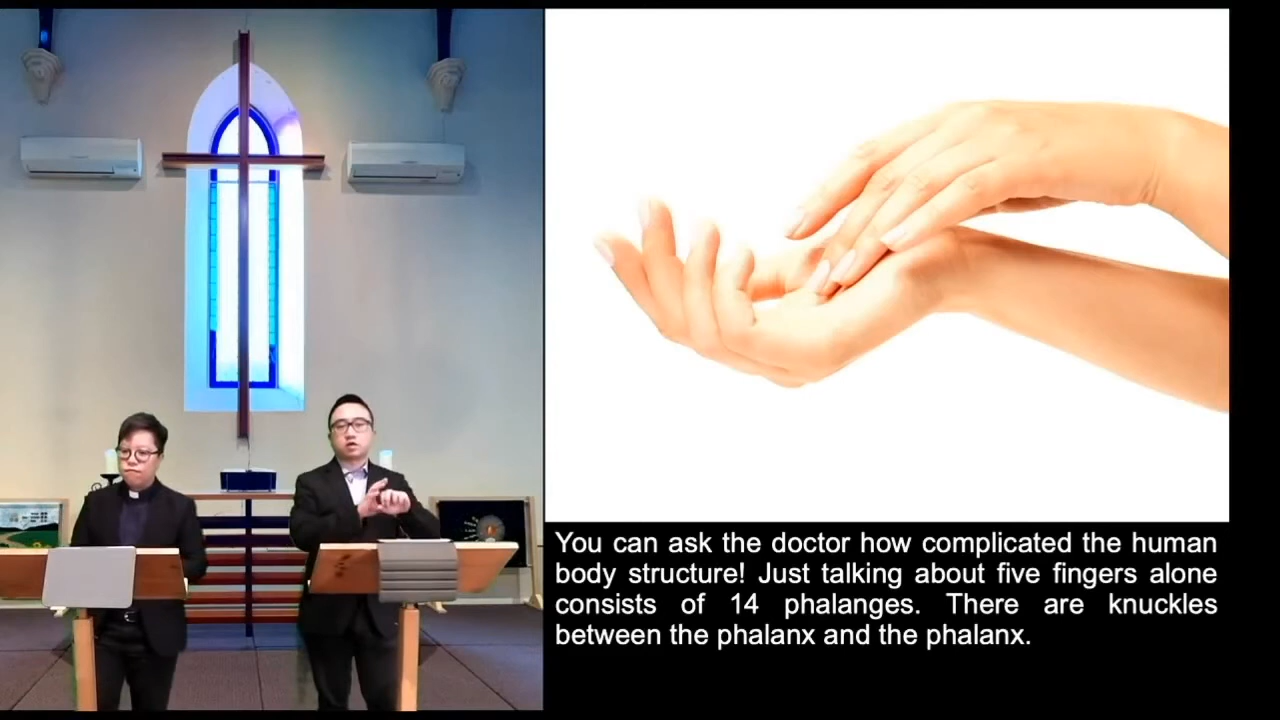 You can ask the doctor how complicated the human
body structure! Just talking about five fingers alone
consists of 14 phalanges. There are knuckles
between the phalanx and the phalanx.